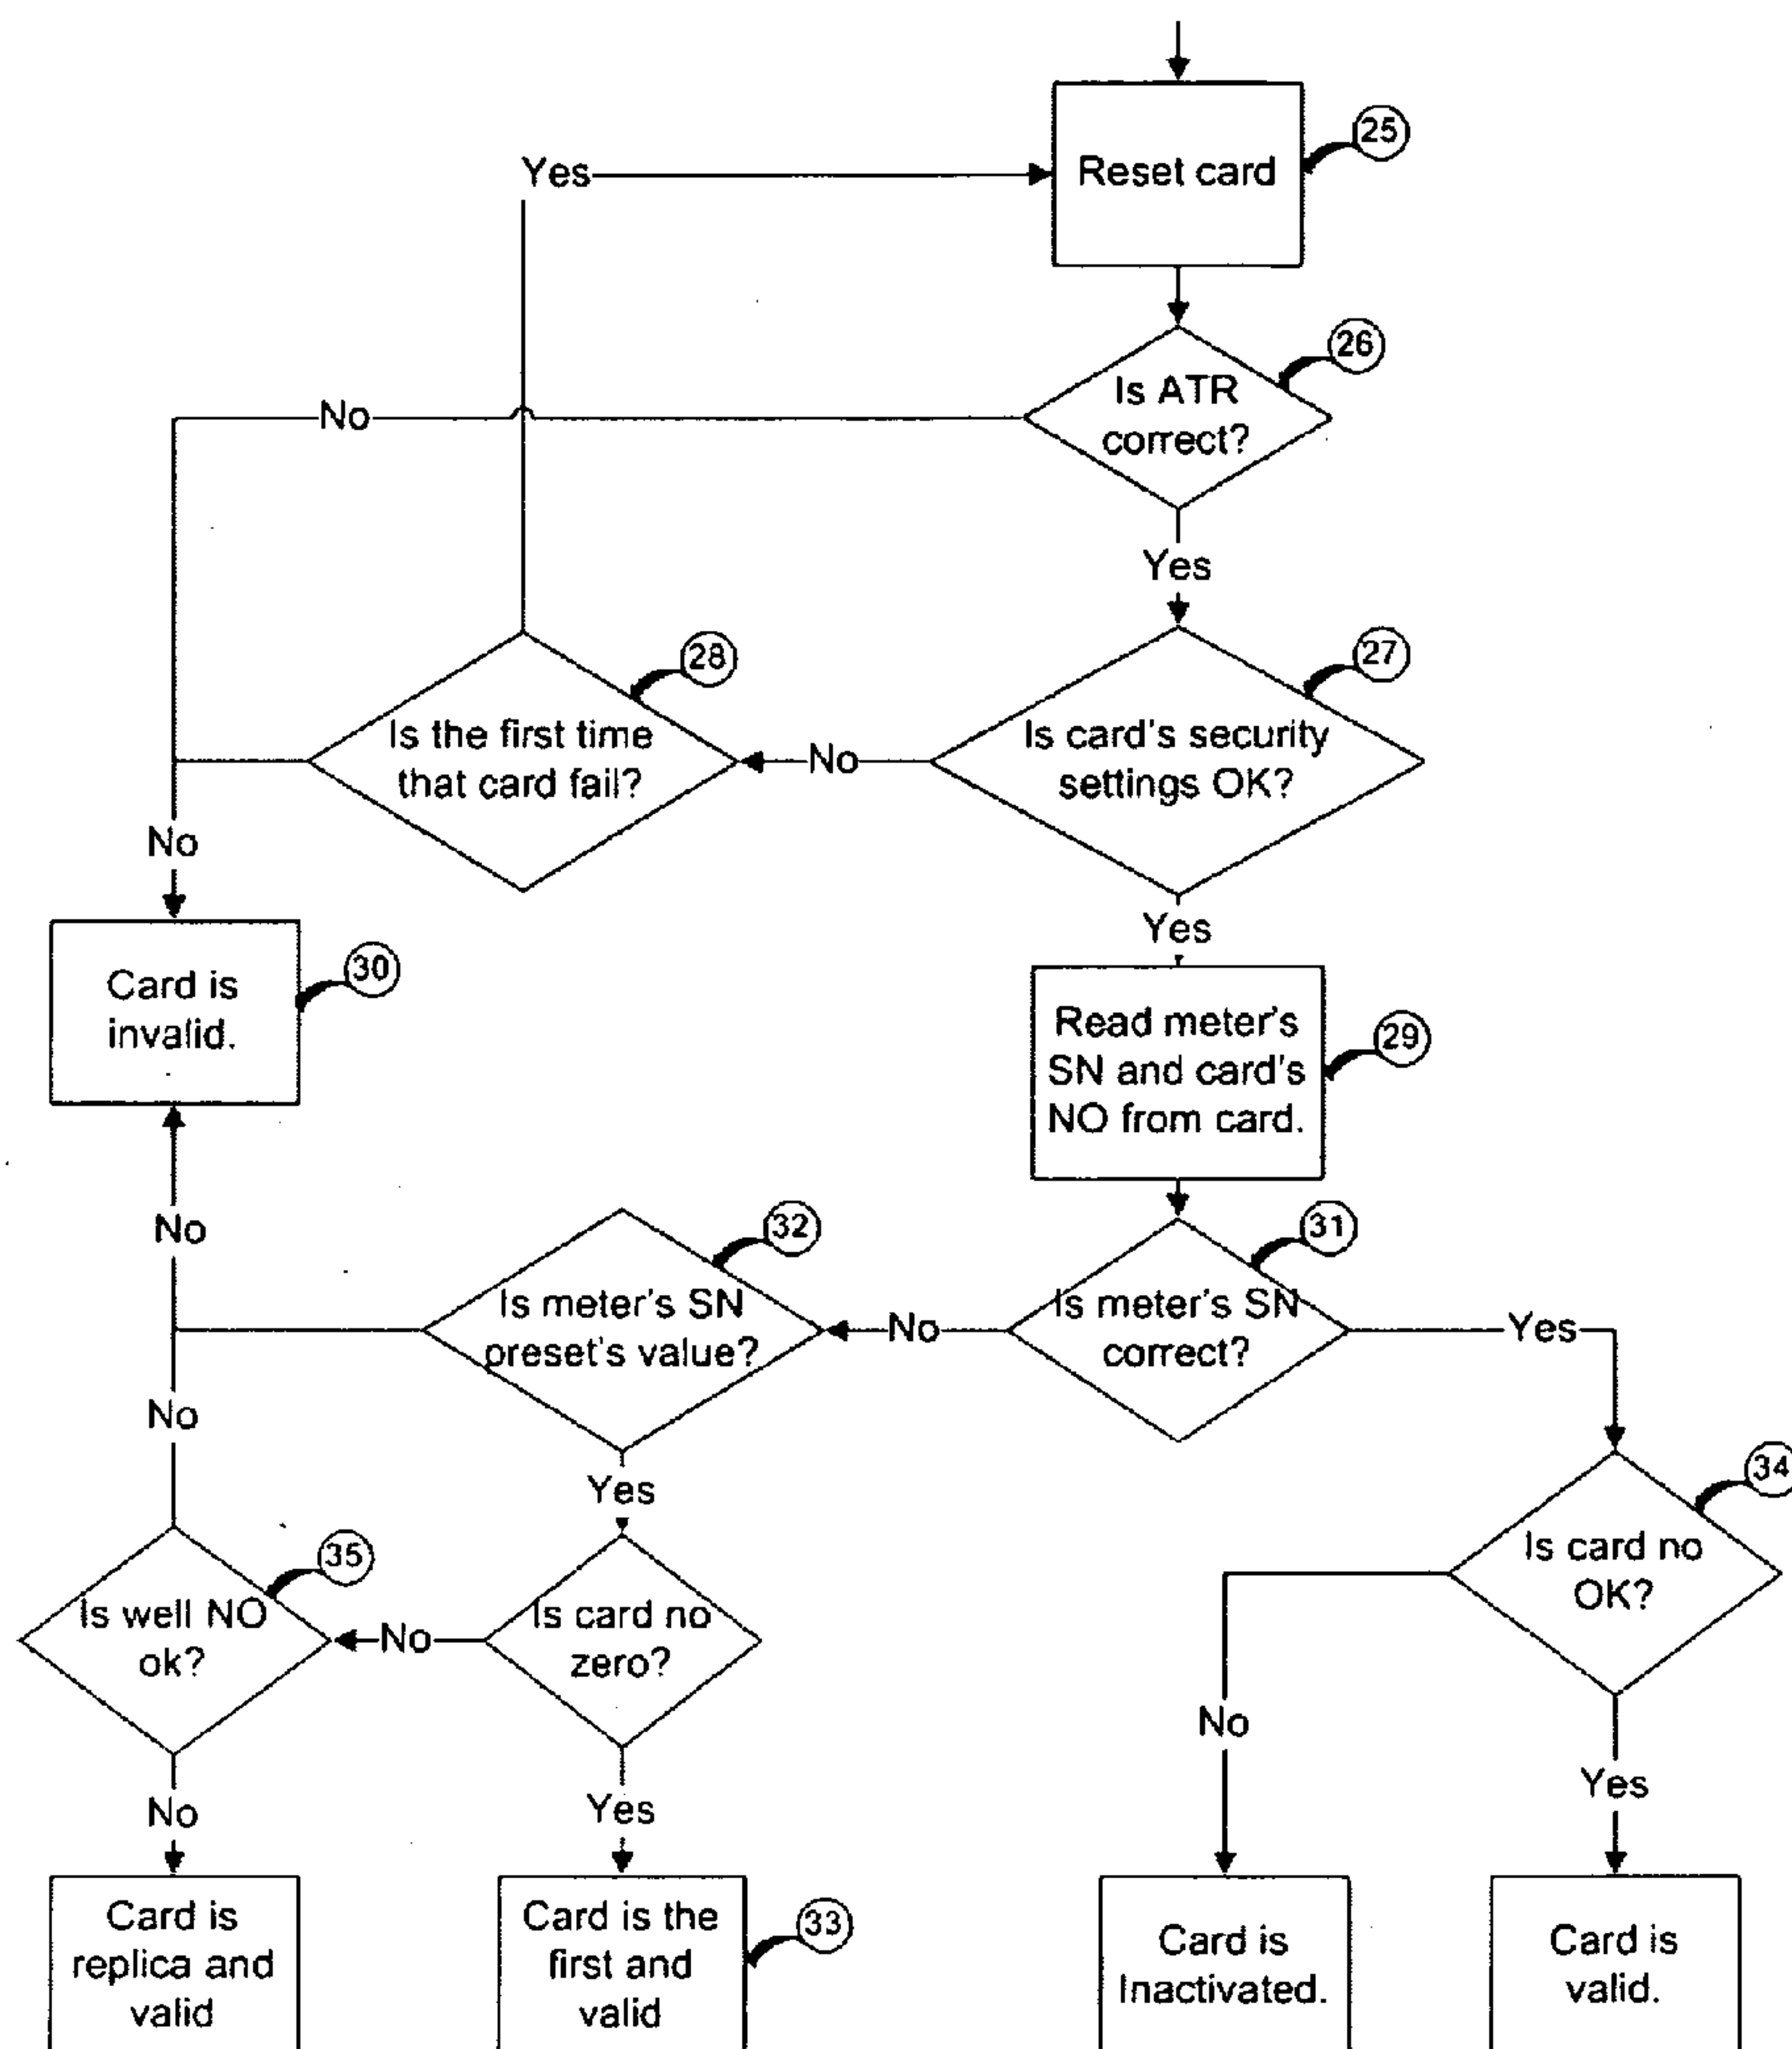 25
Yes
Reset card
26
Is ATR
correct?
No
Yes
28
27
Is the first time
that card fail?
No
Is card's security
settings OK?
No
Yes
30
Card is
invalid.
29
Read meter's
SN and card's
NO from card.
No
32
31
Is meter's SN
preset's value?
No
Is meter's SN
correct?
Yes
No
34
Yes
35
Is card no
OK?
Is well NO
ok?
No
Is card no
zero?
No
Yes
No
Yes
33
Card is
replica and
valid
Card is the
first and
valid
Card is
Inactivated.
Card is
valid.